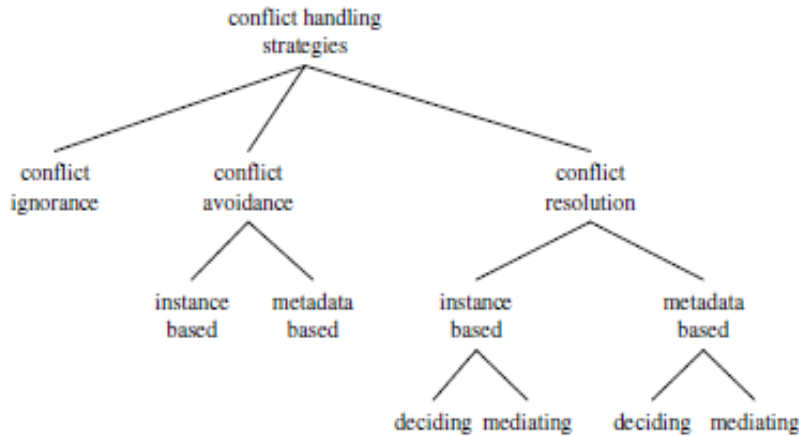 conflict handling
strategies
conflict
ignorance
conflict
avoidance
conflict
resolution
instance
based
metadata
based
instance
based
metadata
based
deciding
mediating
deciding
mediating